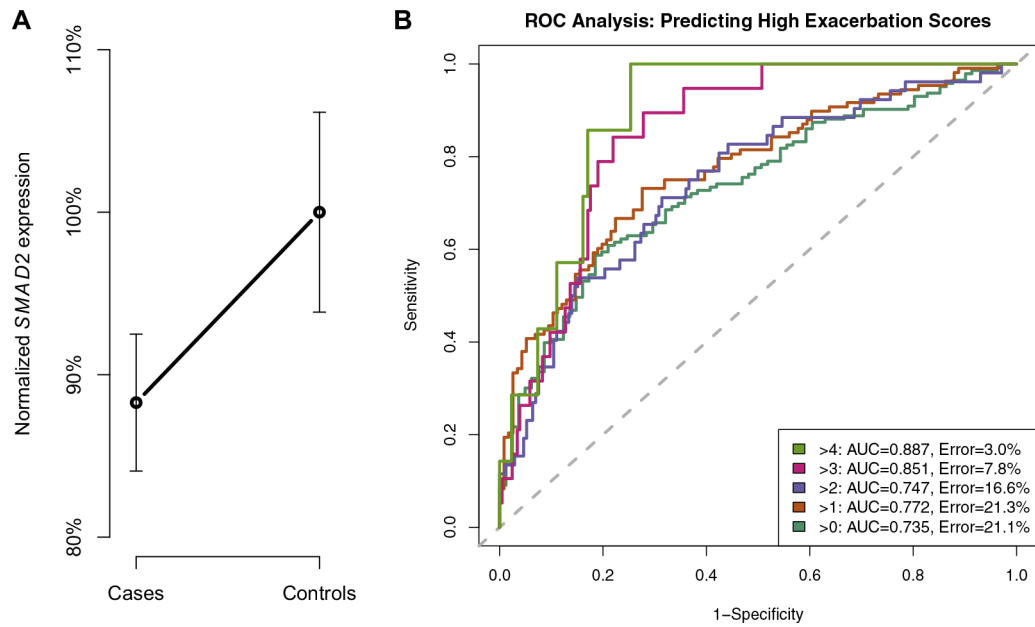 A
Normalized SMAD2 expression
110%
100%
90%
80%
Cases
Controls
B
ROC Analysis: Predicting High Exacerbation Scores
Sensitivity
1.0
0.8
0.6
0.4
0.2
0.0
>4: AUC=0.887, Error=3.0%
>3: AUC=0.851, Error=7.8%
>2: AUC=0.747, Error=16.6%
>1: AUC=0.772, Error=21.3%
>0: AUC=0.735, Error=21.1%
0.0 0.2 0.4 0.6 0.8 1.0
1−Specificity